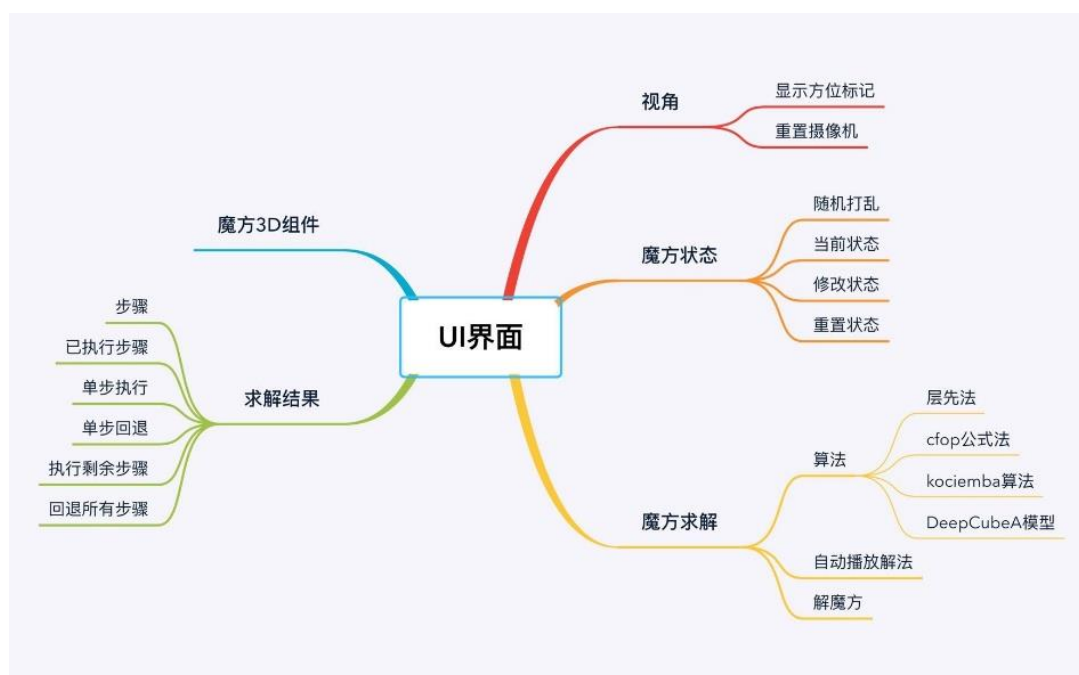 UI界面
视角
显示方位标记
重置摄像机
魔方状态
随机打乱
当前状态
修改状态
重置状态
魔方求解
算法
层先法
cfop公式法
kociemba算法
DeepCubeA模型
自动播放解法
解魔方
魔方3D组件
求解结果
步骤
已执行步骤
单步执行
单步回退
执行剩余步骤
回退所有步骤